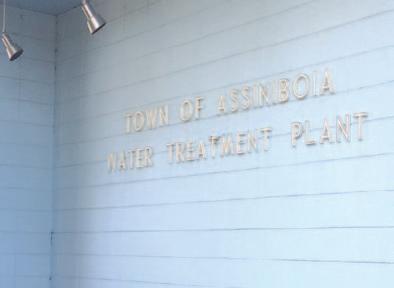 TOWN OF ASSINIBOIA
WATER TREATMENT PLANT